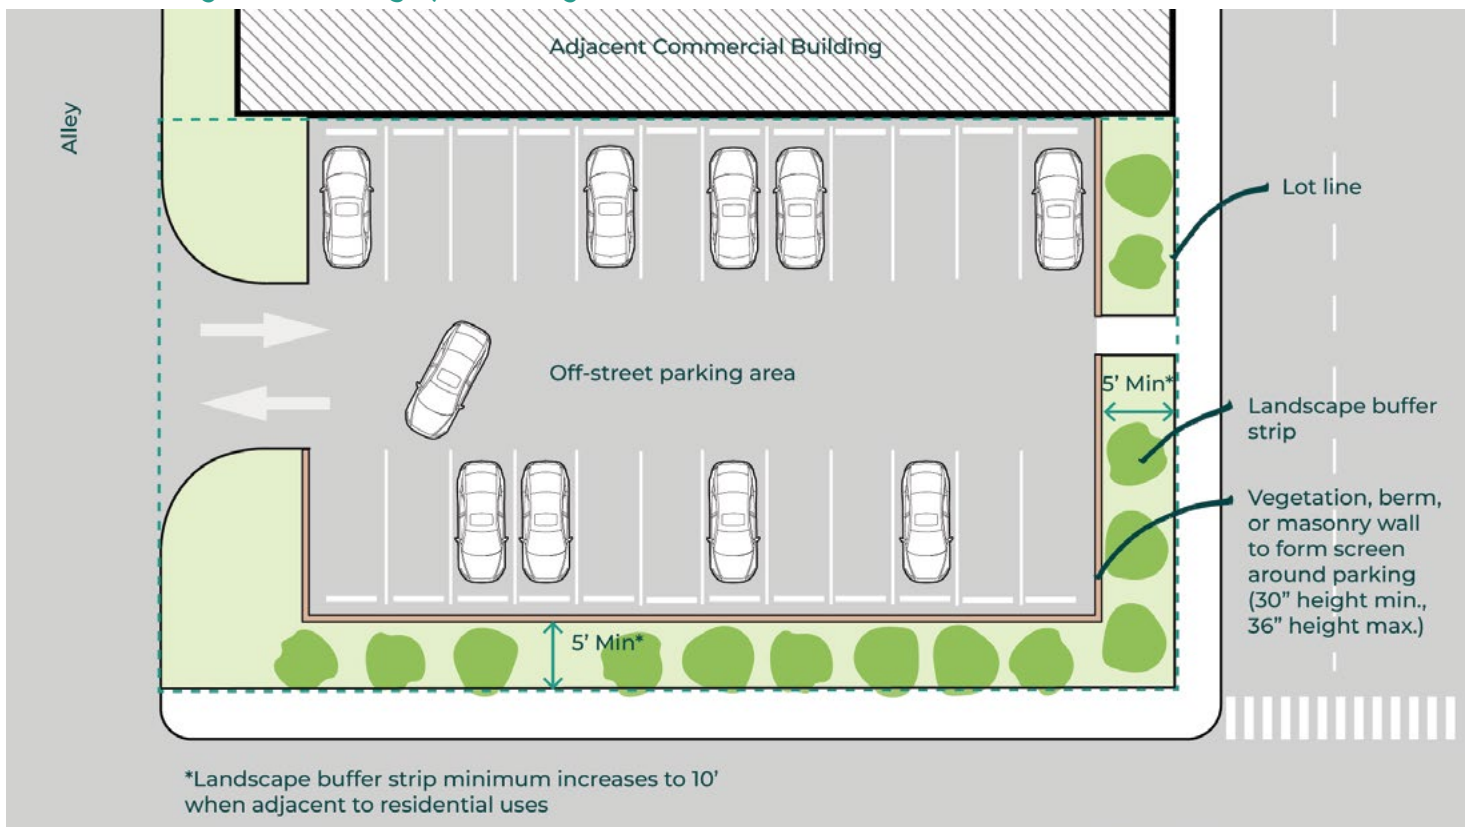 Adjacent Commercial Building
Alley
Lot line
Off-street parking area
5’ Min*
Landscape buffer
strip
Vegetation, berm,
or masonry wall
to form screen
around parking
(30” height min.,
36” height max.)
5’ Min*
*Landscape buffer strip minimum increases to 10’
when adjacent to residential uses